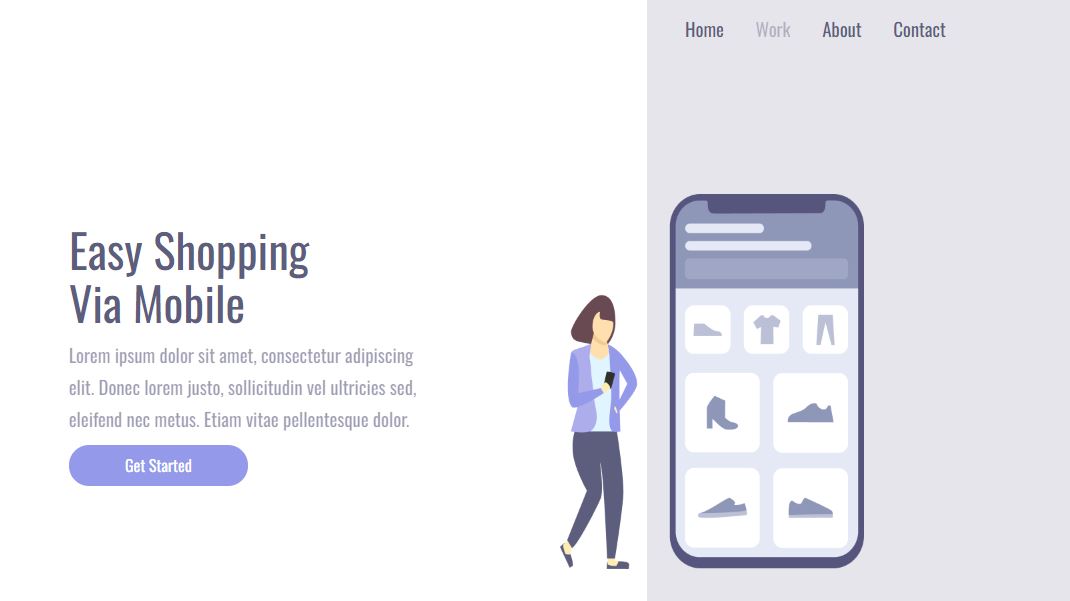 Home Work About Contact
Easy Shopping
Via Mobile
Lorem ipsum dolor sit amet, consectetur adipiscing
elit. Donec lorem justo, sollicitudin vel ultricies sed,
eleifend nec metus. Etiam vitae pellentesque dolor.
Get Started